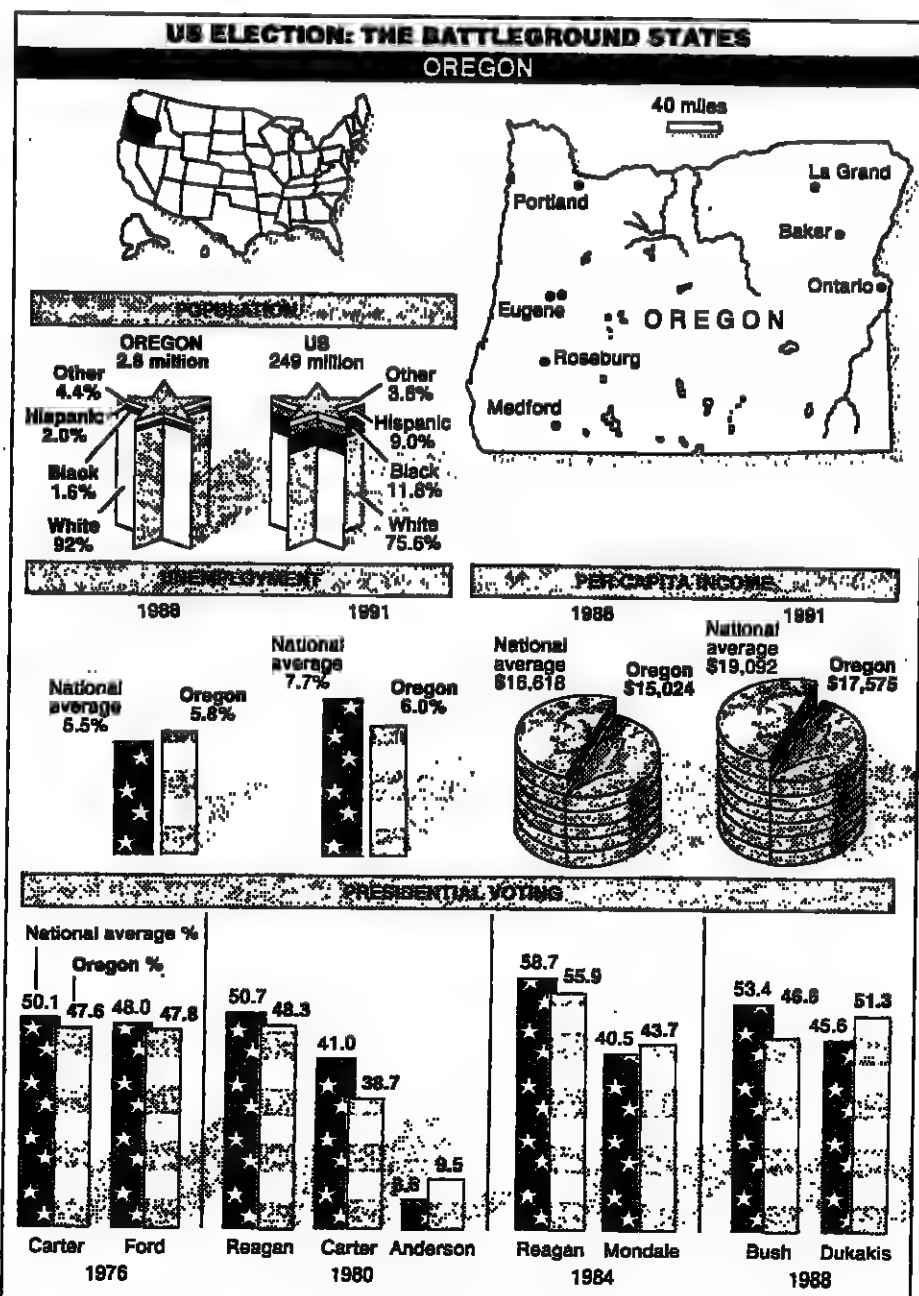 US ELECTION: THE BATTLEGROUND STATES
OREGON
40 miles
La Grand
Portland
Baker
Ontario
Eugene
OREGON
Roseburg
Medford
POPULATION
OREGON
2.8 million
US
249 million
Other
4.4%
Hispanic
2.0%
Black
1.6%
White
92%
Other
3.6%
Hispanic
9.0%
Black
11.8%
White
75.6%
UNEMPLOYMENT
1988
1991
National
average
5.5%
Oregon
5.8%
National
average
7.7%
Oregon
6.0%
PER CAPITA INCOME
1988
1991
National
average
$16,618
Oregon
$15,024
National
average
$19,092
Oregon
$17,575
PRESIDENTIAL VOTING
National average %
Oregon %
50.1 47.6 48.0 47.8
Carter Ford
1976
50.7 48.3 41.0 38.7 9.5
Reagan Carter Anderson
1980
58.7 55.9 40.5 43.7
Reagan Mondale
1984
53.4 46.6 45.6 51.3
Bush Dukakis
1988